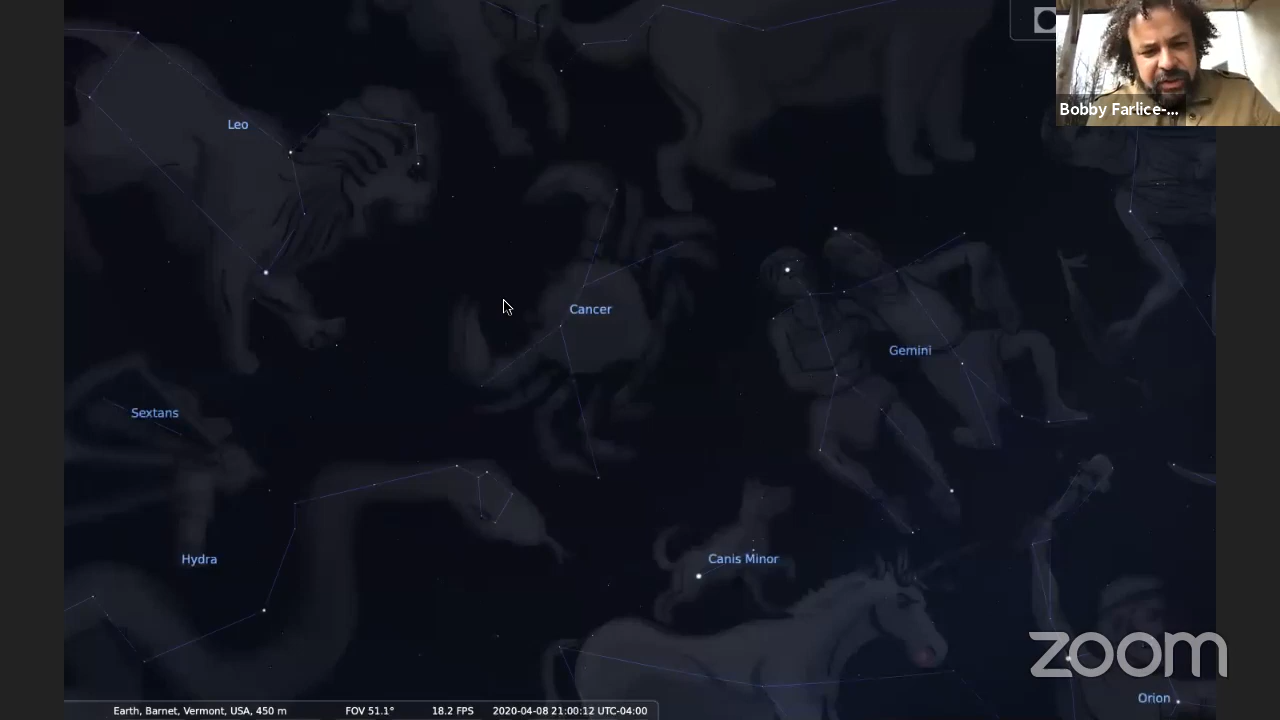 Bobby Farlice-...
Leo
Cancer
Gemini
Sextans
Hydra
Canis Minor
zoom
Orion
Earth, Barnet, Vermont, USA, 450 m FOV 51.1° 18.2 FPS 2020-04-08 21:00:12 UTC-04:00